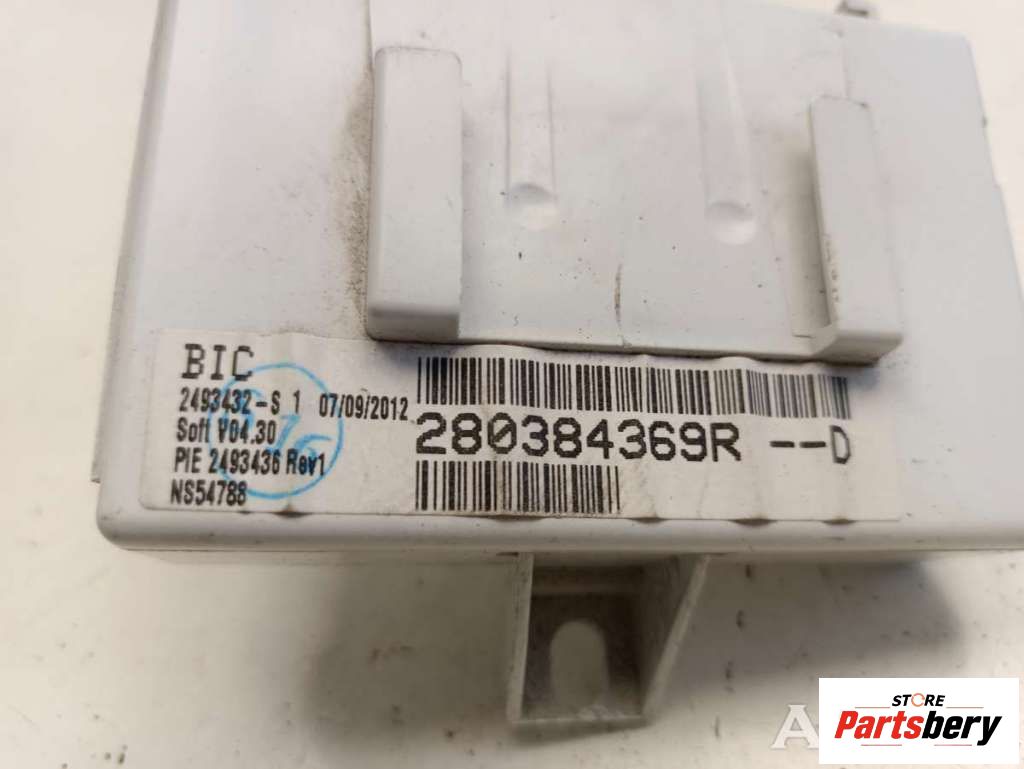 BIC
2493432-S 1 07/09/2012
Soft V04.30
PIE 2493436 Rev1
NS54788
280384369R --D
STORE
Partsbery